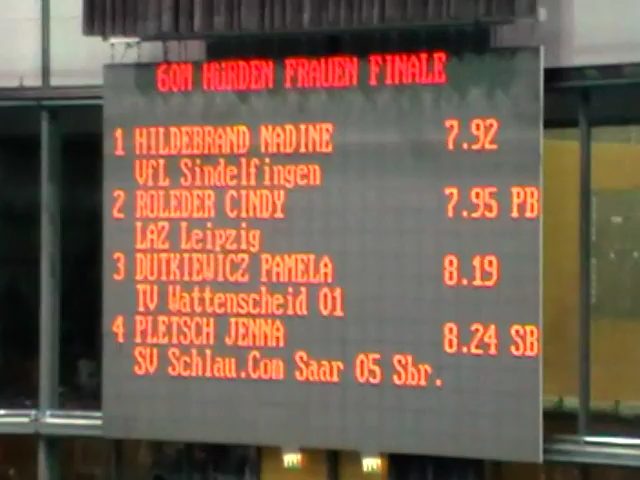 60M HÜRDEN FRAUEN FINALE
1 HILDEBRAND NADINE 7.92
VfL Sindelfingen
2 ROLEDER CINDY 7.95 PB
LAZ Leipzig
3 DUTKIEWICZ PAMELA 8.19
TV Wattenscheid 01
4 PLETSCH JENNA 8.24 SB
SV Schlau.Com Saar 05 Sbr.